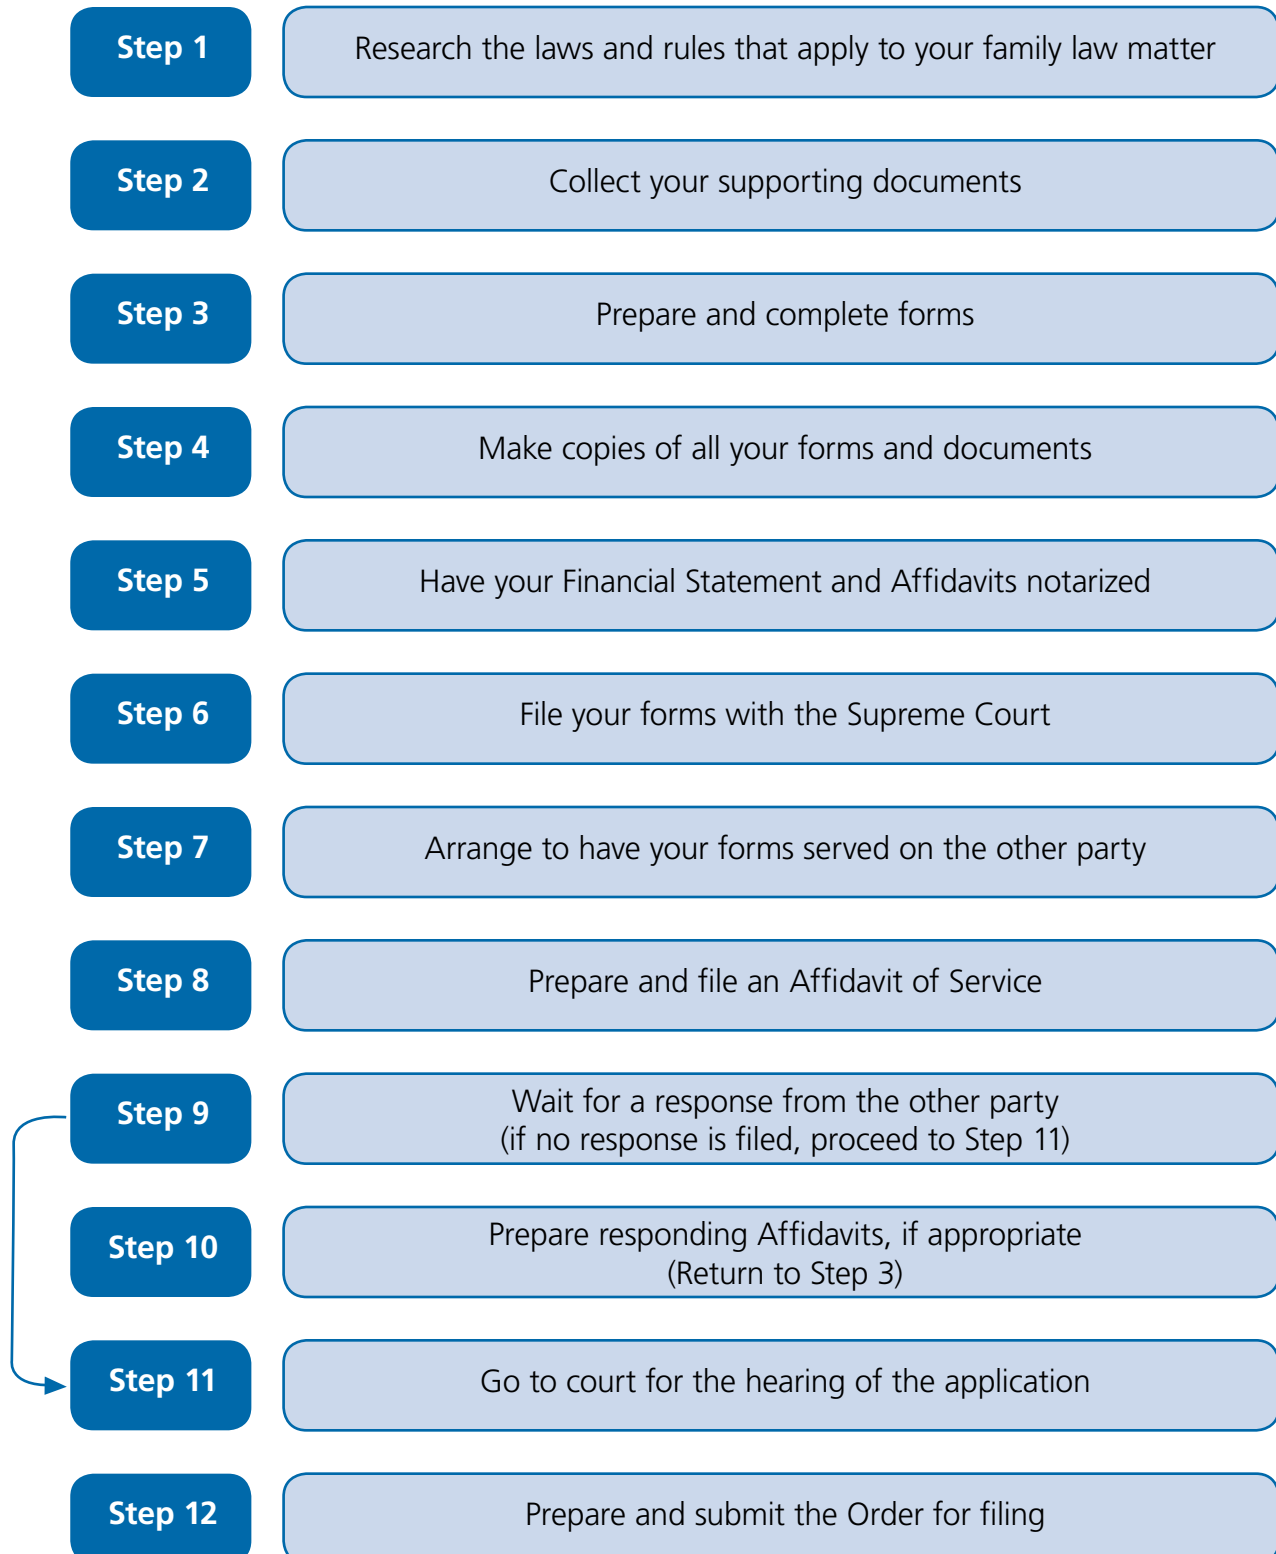 Step 1
Research the laws and rules that apply to your family law matter
Step 2
Collect your supporting documents
Step 3
Prepare and complete forms
Step 4
Make copies of all your forms and documents
Step 5
Have your Financial Statement and Affidavits notarized
Step 6
File your forms with the Supreme Court
Step 7
Arrange to have your forms served on the other party
Step 8
Prepare and file an Affidavit of Service
Step 9
Wait for a response from the other party
(if no response is filed, proceed to Step 11)
Step 10
Prepare responding Affidavits, if appropriate
(Return to Step 3)
Step 11
Go to court for the hearing of the application
Step 12
Prepare and submit the Order for filing